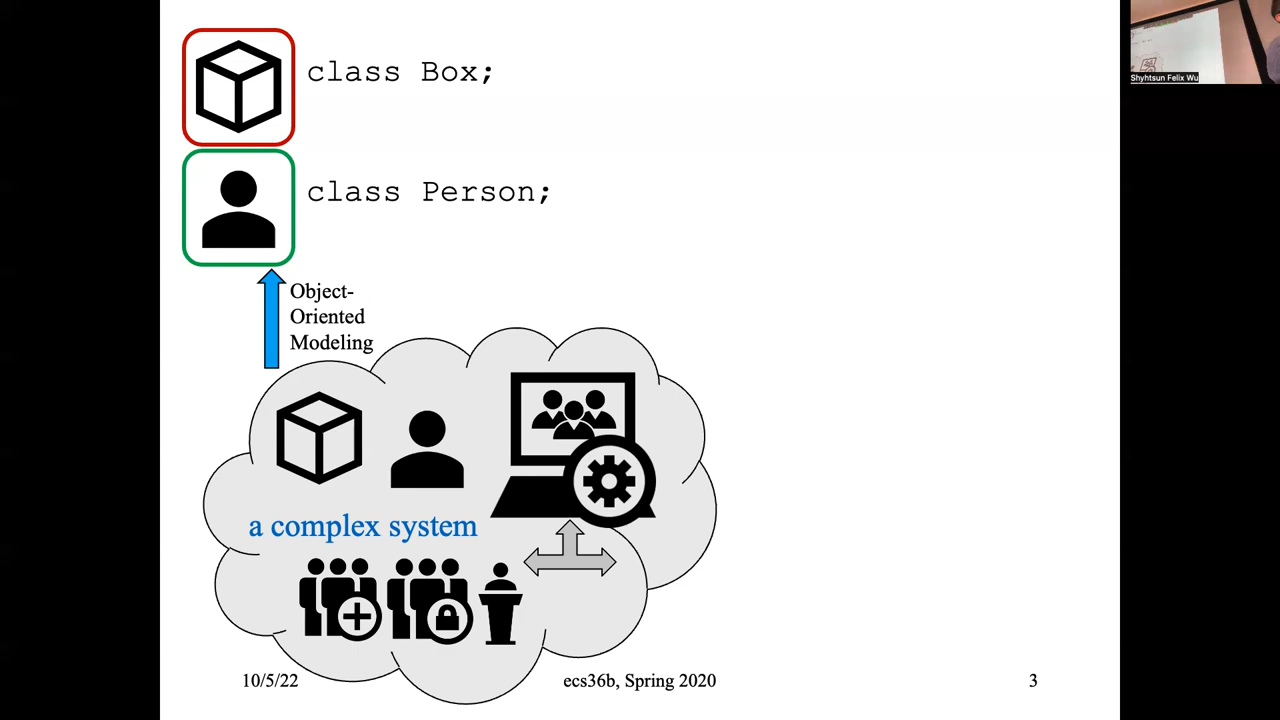 class Box;
class Person;
Object-
Oriented
Modeling
a complex system
10/5/22
ecs36b, Spring 2020
3
Shyhtsun Felix Wu